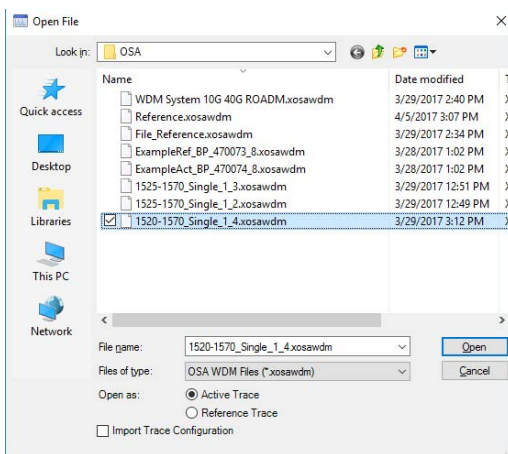 Open File
Look in: OSA
Name Date modified
WDM System 10G 40G ROADM.xosawdm 3/29/2017 2:40 PM
Reference.xosawdm 4/5/2017 3:07 PM
File_Reference.xosawdm 3/29/2017 2:34 PM
ExampleRef_BP_470073_8.xosawdm 3/28/2017 1:02 PM
ExampleAct_BP_470073_8.xosawdm 3/28/2017 1:02 PM
1525-1570_Single_1_3.xosawdm 3/29/2017 12:51 PM
1525-1570_Single_1_2.xosawdm 3/29/2017 12:49 PM
1520-1570_Single_1_4.xosawdm 3/29/2017 3:12 PM
Quick access
Desktop
Libraries
This PC
Network
File name: 1520-1570_Single_1_4.xosawdm Open
Files of type: OSA WDM Files (*.xosawdm) Cancel
Open as: Active Trace
Reference Trace
Import Trace Configuration